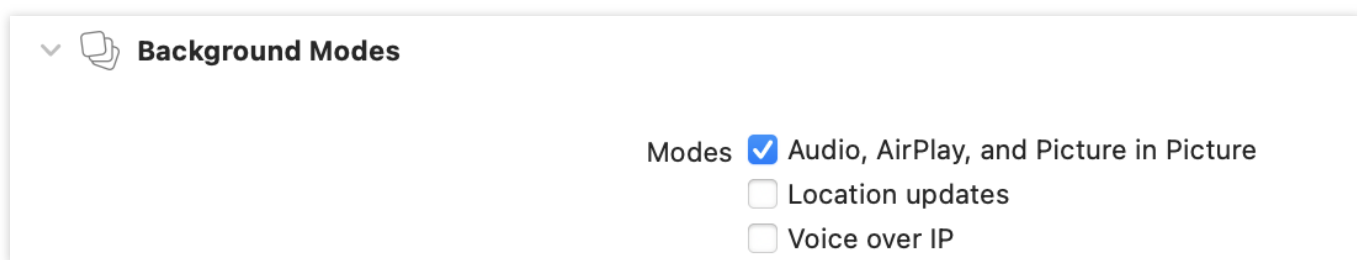 Background Modes
Modes Audio, AirPlay, and Picture in Picture
Location updates
Voice over IP